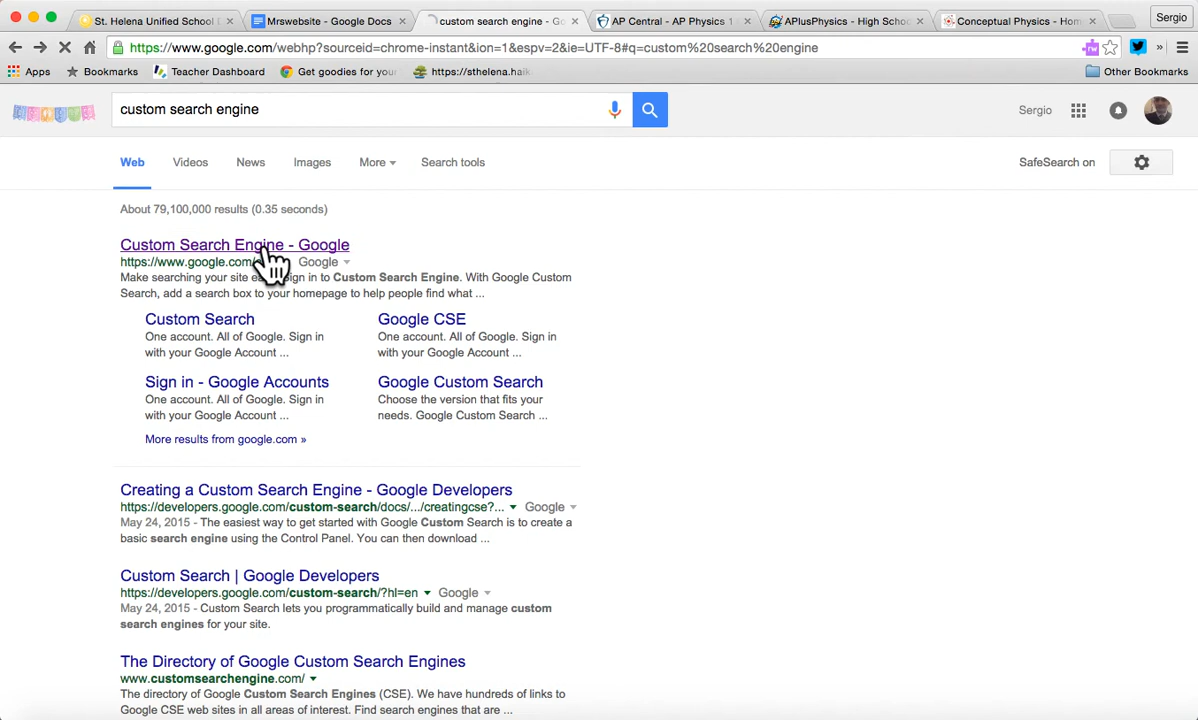 St. Helena Unified School
Mrswebsite - Google Docs
custom search engine - Go
AP Central - AP Physics 1
APlusPhysics - High Scho
Conceptual Physics - Hom
Sergio
https://www.google.com/webhp?sourceid=chrome-instant&ion=1&espv=2&ie=UTF-8#q=custom%20search%20engine
rw
»
Apps
Bookmarks
Teacher Dashboard
Get goodies for your
https://sthelena.haik
Other Bookmarks
custom search engine
Sergio
Web
Videos
News
Images
More
Search tools
SafeSearch on
About 79,100,000 results (0.35 seconds)
Custom Search Engine - Google
https://www.google.com/ Google
Make searching your site sign in to Custom Search Engine. With Google Custom
Search, add a search box to your homepage to help people find what ...
Custom Search
One account. All of Google. Sign in
with your Google Account ...
Google CSE
One account. All of Google. Sign in
with your Google Account ...
Sign in - Google Accounts
One account. All of Google. Sign in
with your Google Account ...
Google Custom Search
Choose the version that fits your
needs. Google Custom Search ...
More results from google.com »
Creating a Custom Search Engine - Google Developers
https://developers.google.com/custom-search/docs/.../creatingcse?... Google
May 24, 2015 - The easiest way to get started with Google Custom Search is to create a
basic search engine using the Control Panel. You can then download ...
Custom Search | Google Developers
https://developers.google.com/custom-search/?hl=en Google
May 24, 2015 - Custom Search lets you programmatically build and manage custom
search engines for your site.
The Directory of Google Custom Search Engines
www.customsearchengine.com/
The directory of Google Custom Search Engines (CSE). We have hundreds of links to
Google CSE web sites in all areas of interest. Find search engines that are ...